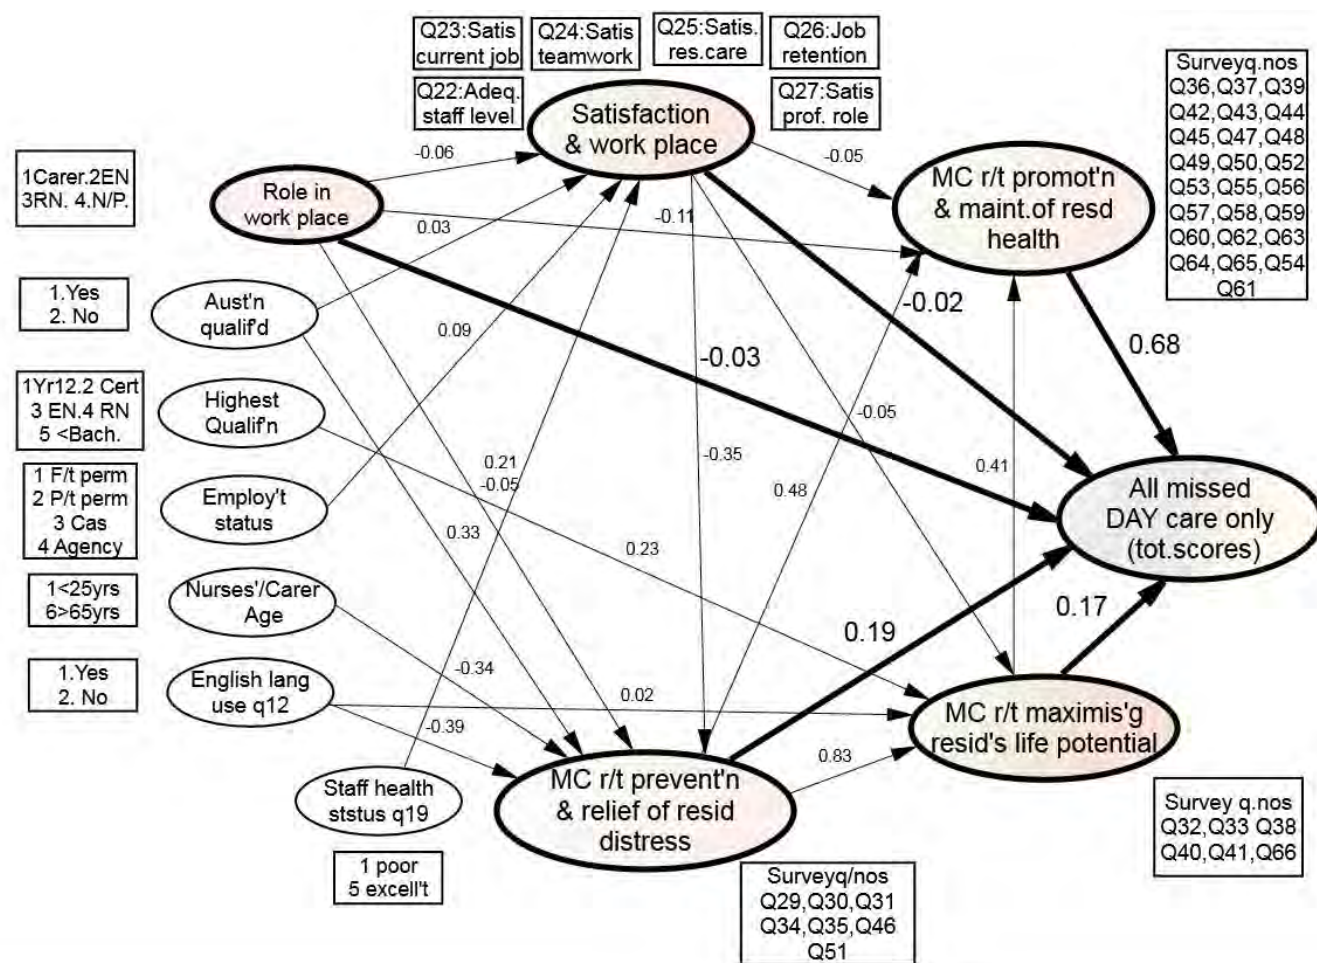 Q23:Satis
current job
Q24:Satis
teamwork
Q25:Satis.
res.care
Q26:Job
retention
Q22:Adeq.
staff level
Satisfaction
& work place
Q27:Satis
prof. role
Surveyq.nos
Q36,Q37,Q39
Q42,Q43,Q44
Q45,Q47,Q48
Q49,Q50,Q52
Q53,Q55,Q56
Q57,Q58,Q59
Q60,Q62,Q63
Q64,Q65,Q54
Q61
1Carer.2EN
3RN. 4.N/P.
Role in
work place
-0.06
-0.05
MC r/t promot'n
& maint.of resd
health
0.03
-0.11
1.Yes
2. No
Aust'n
qualif'd
0.09
-0.03
-0.02
0.68
1Yr12.2 Cert
3 EN.4 RN
5 <Bach.
Highest
Qualif'n
0.21
-0.05
-0.35
-0.05
0.41
0.48
1 F/t perm
2 P/t perm
3 Cas
4 Agency
Employ't
status
0.33
0.23
All missed
DAY care only
(tot.scores)
1<25yrs
6>65yrs
Nurses'/Carer
Age
-0.34
0.19
0.17
1.Yes
2. No
English lang
use q12
-0.39
0.02
0.83
MC r/t maximis'g
resid's life potential
Staff health
ststus q19
MC r/t prevent'n
& relief of resid
distress
1 poor
5 excell't
Surveyq/nos
Q29,Q30,Q31
Q34,Q35,Q46
Q51
Survey q.nos
Q32,Q33 Q38
Q40,Q41,Q66